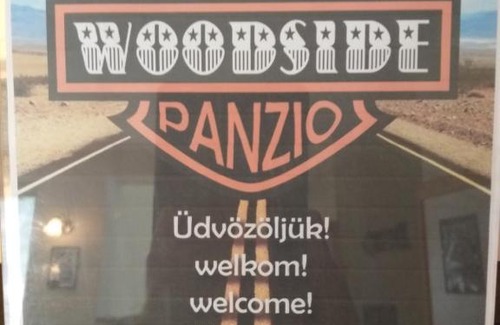 WOODSIDE
PANZIO
Üdvözöljük!
welkom!
welcome!